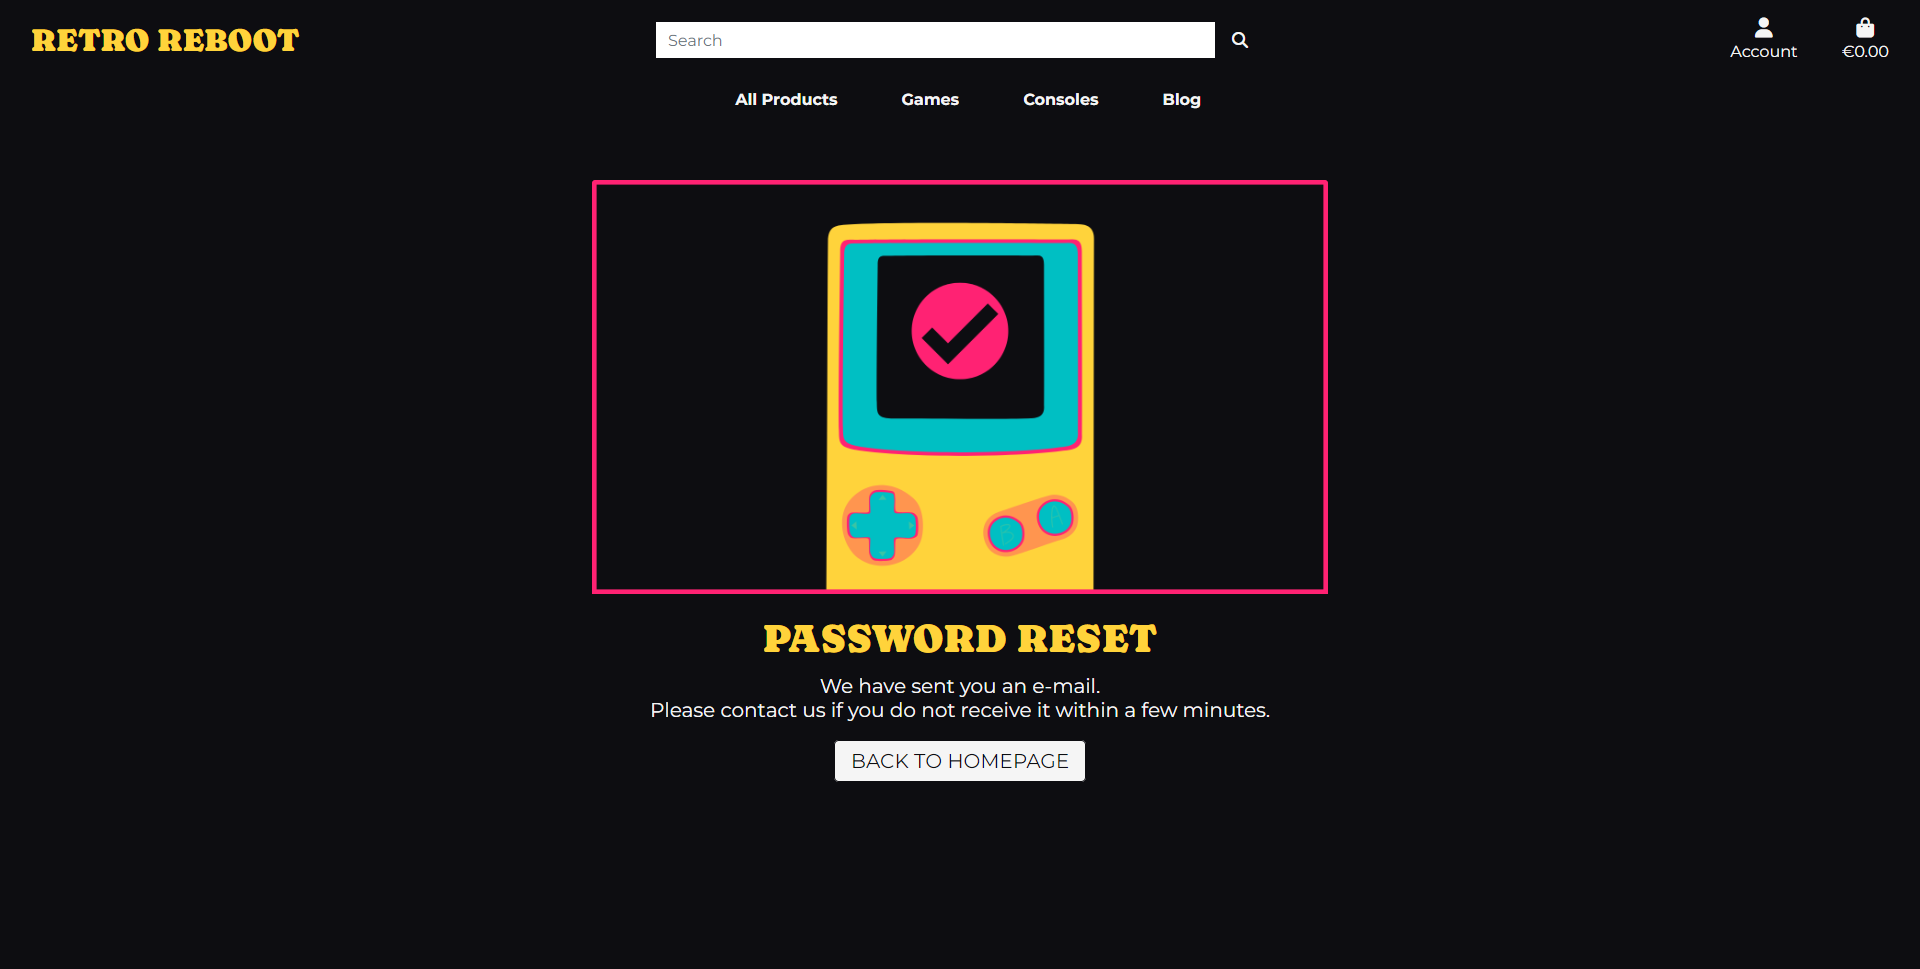 RETRO REBOOT
Search
Account
€0.00
All Products
Games
Consoles
Blog
B
A
PASSWORD RESET
We have sent you an e-mail.
Please contact us if you do not receive it within a few minutes.
BACK TO HOMEPAGE